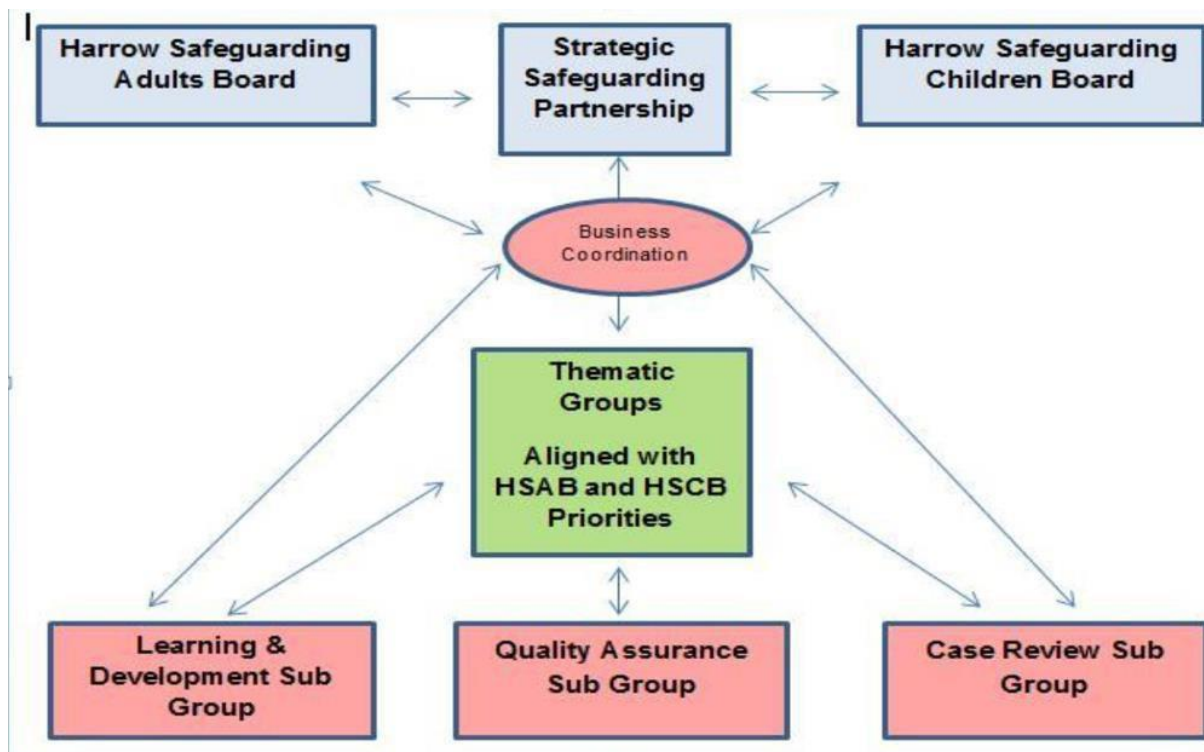 Harrow Safeguarding
Adults Board
Strategic
Safeguarding
Partnership
Harrow Safeguarding
Children Board
Business
Coordination
Thematic
Groups
Aligned with
HSAB and HSCB
Priorities
Learning &
Development Sub
Group
Quality Assurance
Sub Group
Case Review Sub
Group